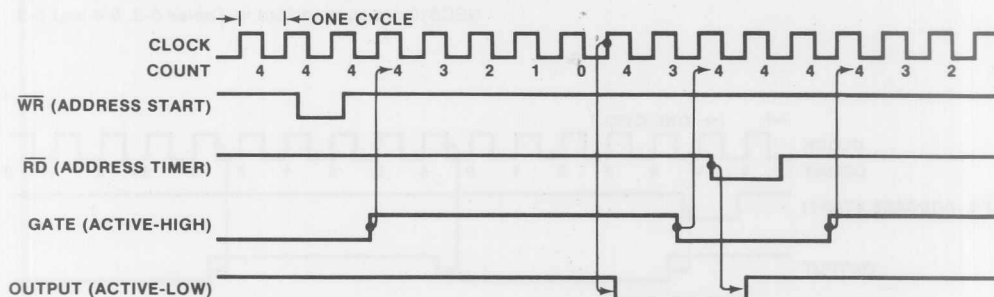 ONE CYCLE
CLOCK
COUNT 4 4 4 4 3 2 1 0 4 3 4 4 4 4 3 2
WR (ADDRESS START)
RD (ADDRESS TIMER)
GATE (ACTIVE-HIGH)
OUTPUT (ACTIVE-LOW)